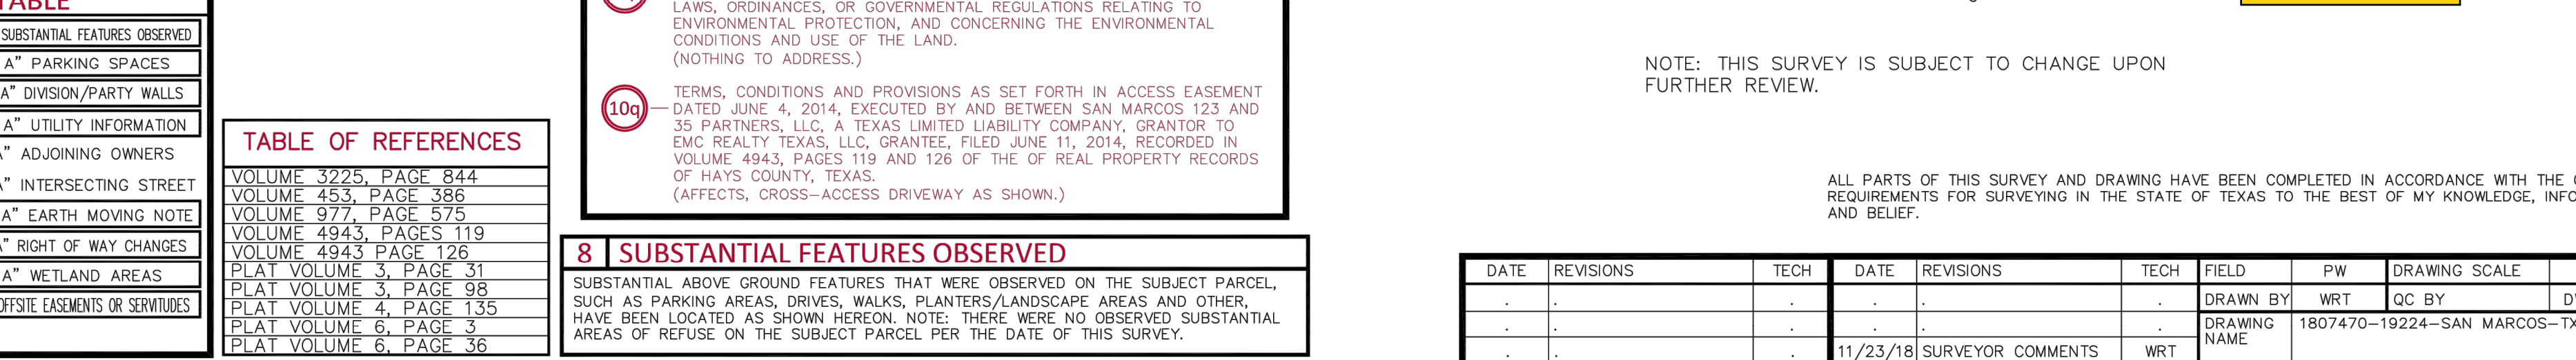 TABLE
SUBSTANTIAL FEATURES OBSERVED
A” PARKING SPACES
A” DIVISION/PARTY WALLS
A” UTILITY INFORMATION
” ADJOINING OWNERS
” INTERSECTING STREET
A” EARTH MOVING NOTE
” RIGHT OF WAY CHANGES
A” WETLAND AREAS
OFFSITE EASEMENTS OR SERVITUDES
TABLE OF REFERENCES
VOLUME 3225, PAGE 844
VOLUME 453, PAGE 386
VOLUME 977, PAGE 575
VOLUME 4943, PAGES 119
VOLUME 4943 PAGE 126
PLAT VOLUME 3, PAGE 31
PLAT VOLUME 3, PAGE 98
PLAT VOLUME 4, PAGE 135
PLAT VOLUME 6, PAGE 3
PLAT VOLUME 6, PAGE 36
LAWS, ORDINANCES, OR GOVERNMENTAL REGULATIONS RELATING TO
ENVIRONMENTAL PROTECTION, AND CONCERNING THE ENVIRONMENTAL
CONDITIONS AND USE OF THE LAND.
(NOTHING TO ADDRESS.)
10q
TERMS, CONDITIONS AND PROVISIONS AS SET FORTH IN ACCESS EASEMENT
DATED JUNE 4, 2014, EXECUTED BY AND BETWEEN SAN MARCOS 123 AND
35 PARTNERS, LLC, A TEXAS LIMITED LIABILITY COMPANY, GRANTOR TO
EMC REALTY TEXAS, LLC, GRANTEE, FILED JUNE 11, 2014, RECORDED IN
VOLUME 4943, PAGES 119 AND 126 OF THE OF REAL PROPERTY RECORDS
OF HAYS COUNTY, TEXAS.
(AFFECTS, CROSS-ACCESS DRIVEWAY AS SHOWN.)
8 SUBSTANTIAL FEATURES OBSERVED
SUBSTANTIAL ABOVE GROUND FEATURES THAT WERE OBSERVED ON THE SUBJECT PARCEL,
SUCH AS PARKING AREAS, DRIVES, WALKS, PLANTERS/LANDSCAPE AREAS AND OTHER,
HAVE BEEN LOCATED AS SHOWN HEREON. NOTE: THERE WERE NO OBSERVED SUBSTANTIAL
AREAS OF REFUSE ON THE SUBJECT PARCEL PER THE DATE OF THIS SURVEY.
NOTE: THIS SURVEY IS SUBJECT TO CHANGE UPON
FURTHER REVIEW.
ALL PARTS OF THIS SURVEY AND DRAWING HAVE BEEN COMPLETED IN ACCORDANCE WITH THE
REQUIREMENTS FOR SURVEYING IN THE STATE OF TEXAS TO THE BEST OF MY KNOWLEDGE,
AND BELIEF.
DATE REVISIONS TECH DATE REVISIONS TECH FIELD PW DRAWING SCALE
. . . . . . DRAWN BY WRT QC BY
. . . . . . DRAWING NAME 1807470-19224-SAN MARCOS-TX
. . . 11/23/18 SURVEYOR COMMENTS WRT